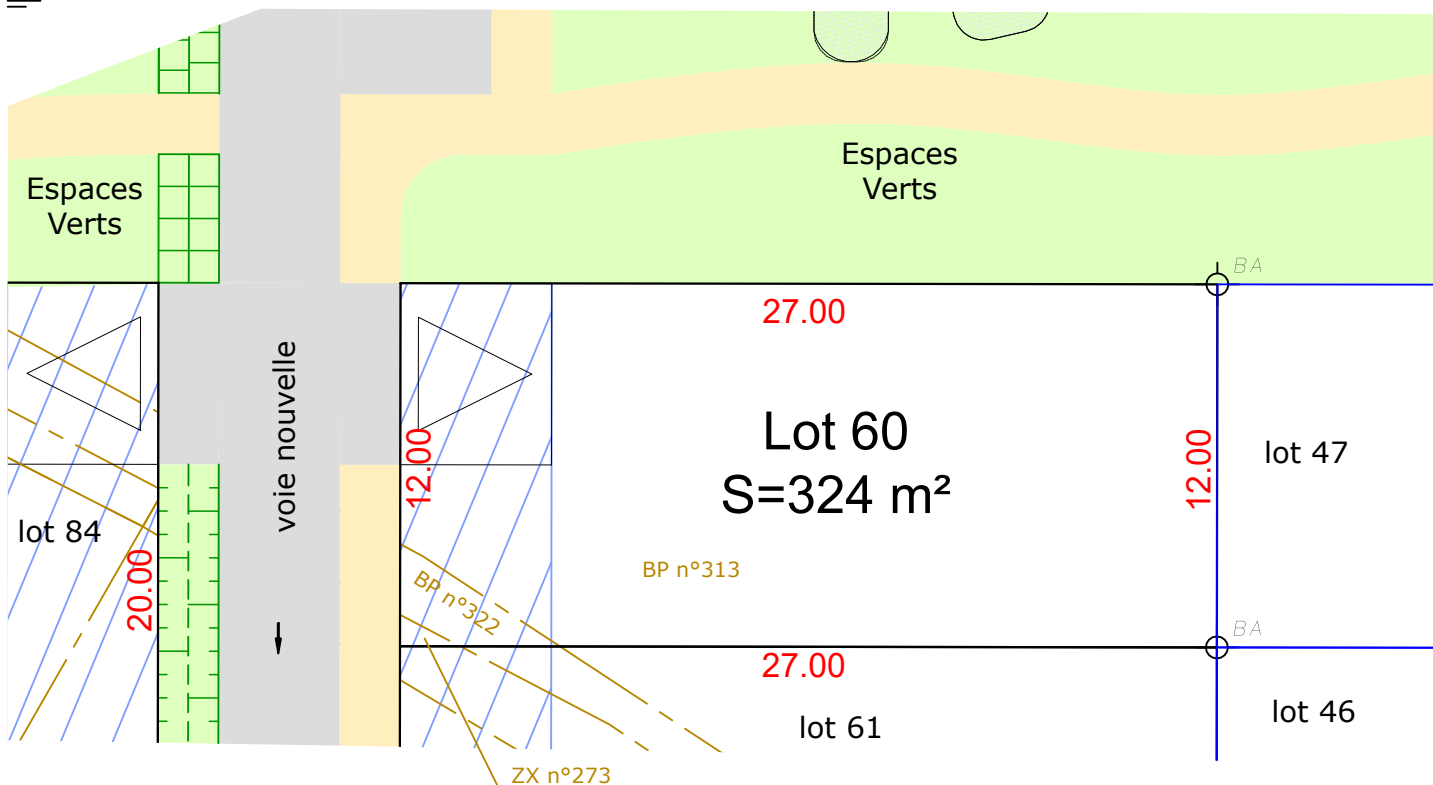 Espaces
Verts
Espaces
Verts
BA
27.00
voie nouvelle
12.00
Lot 60
S=324 m²
12.00
lot 47
lot 84
20.00
BP n°322
BP n°313
BA
27.00
lot 61
lot 46
ZX n°273